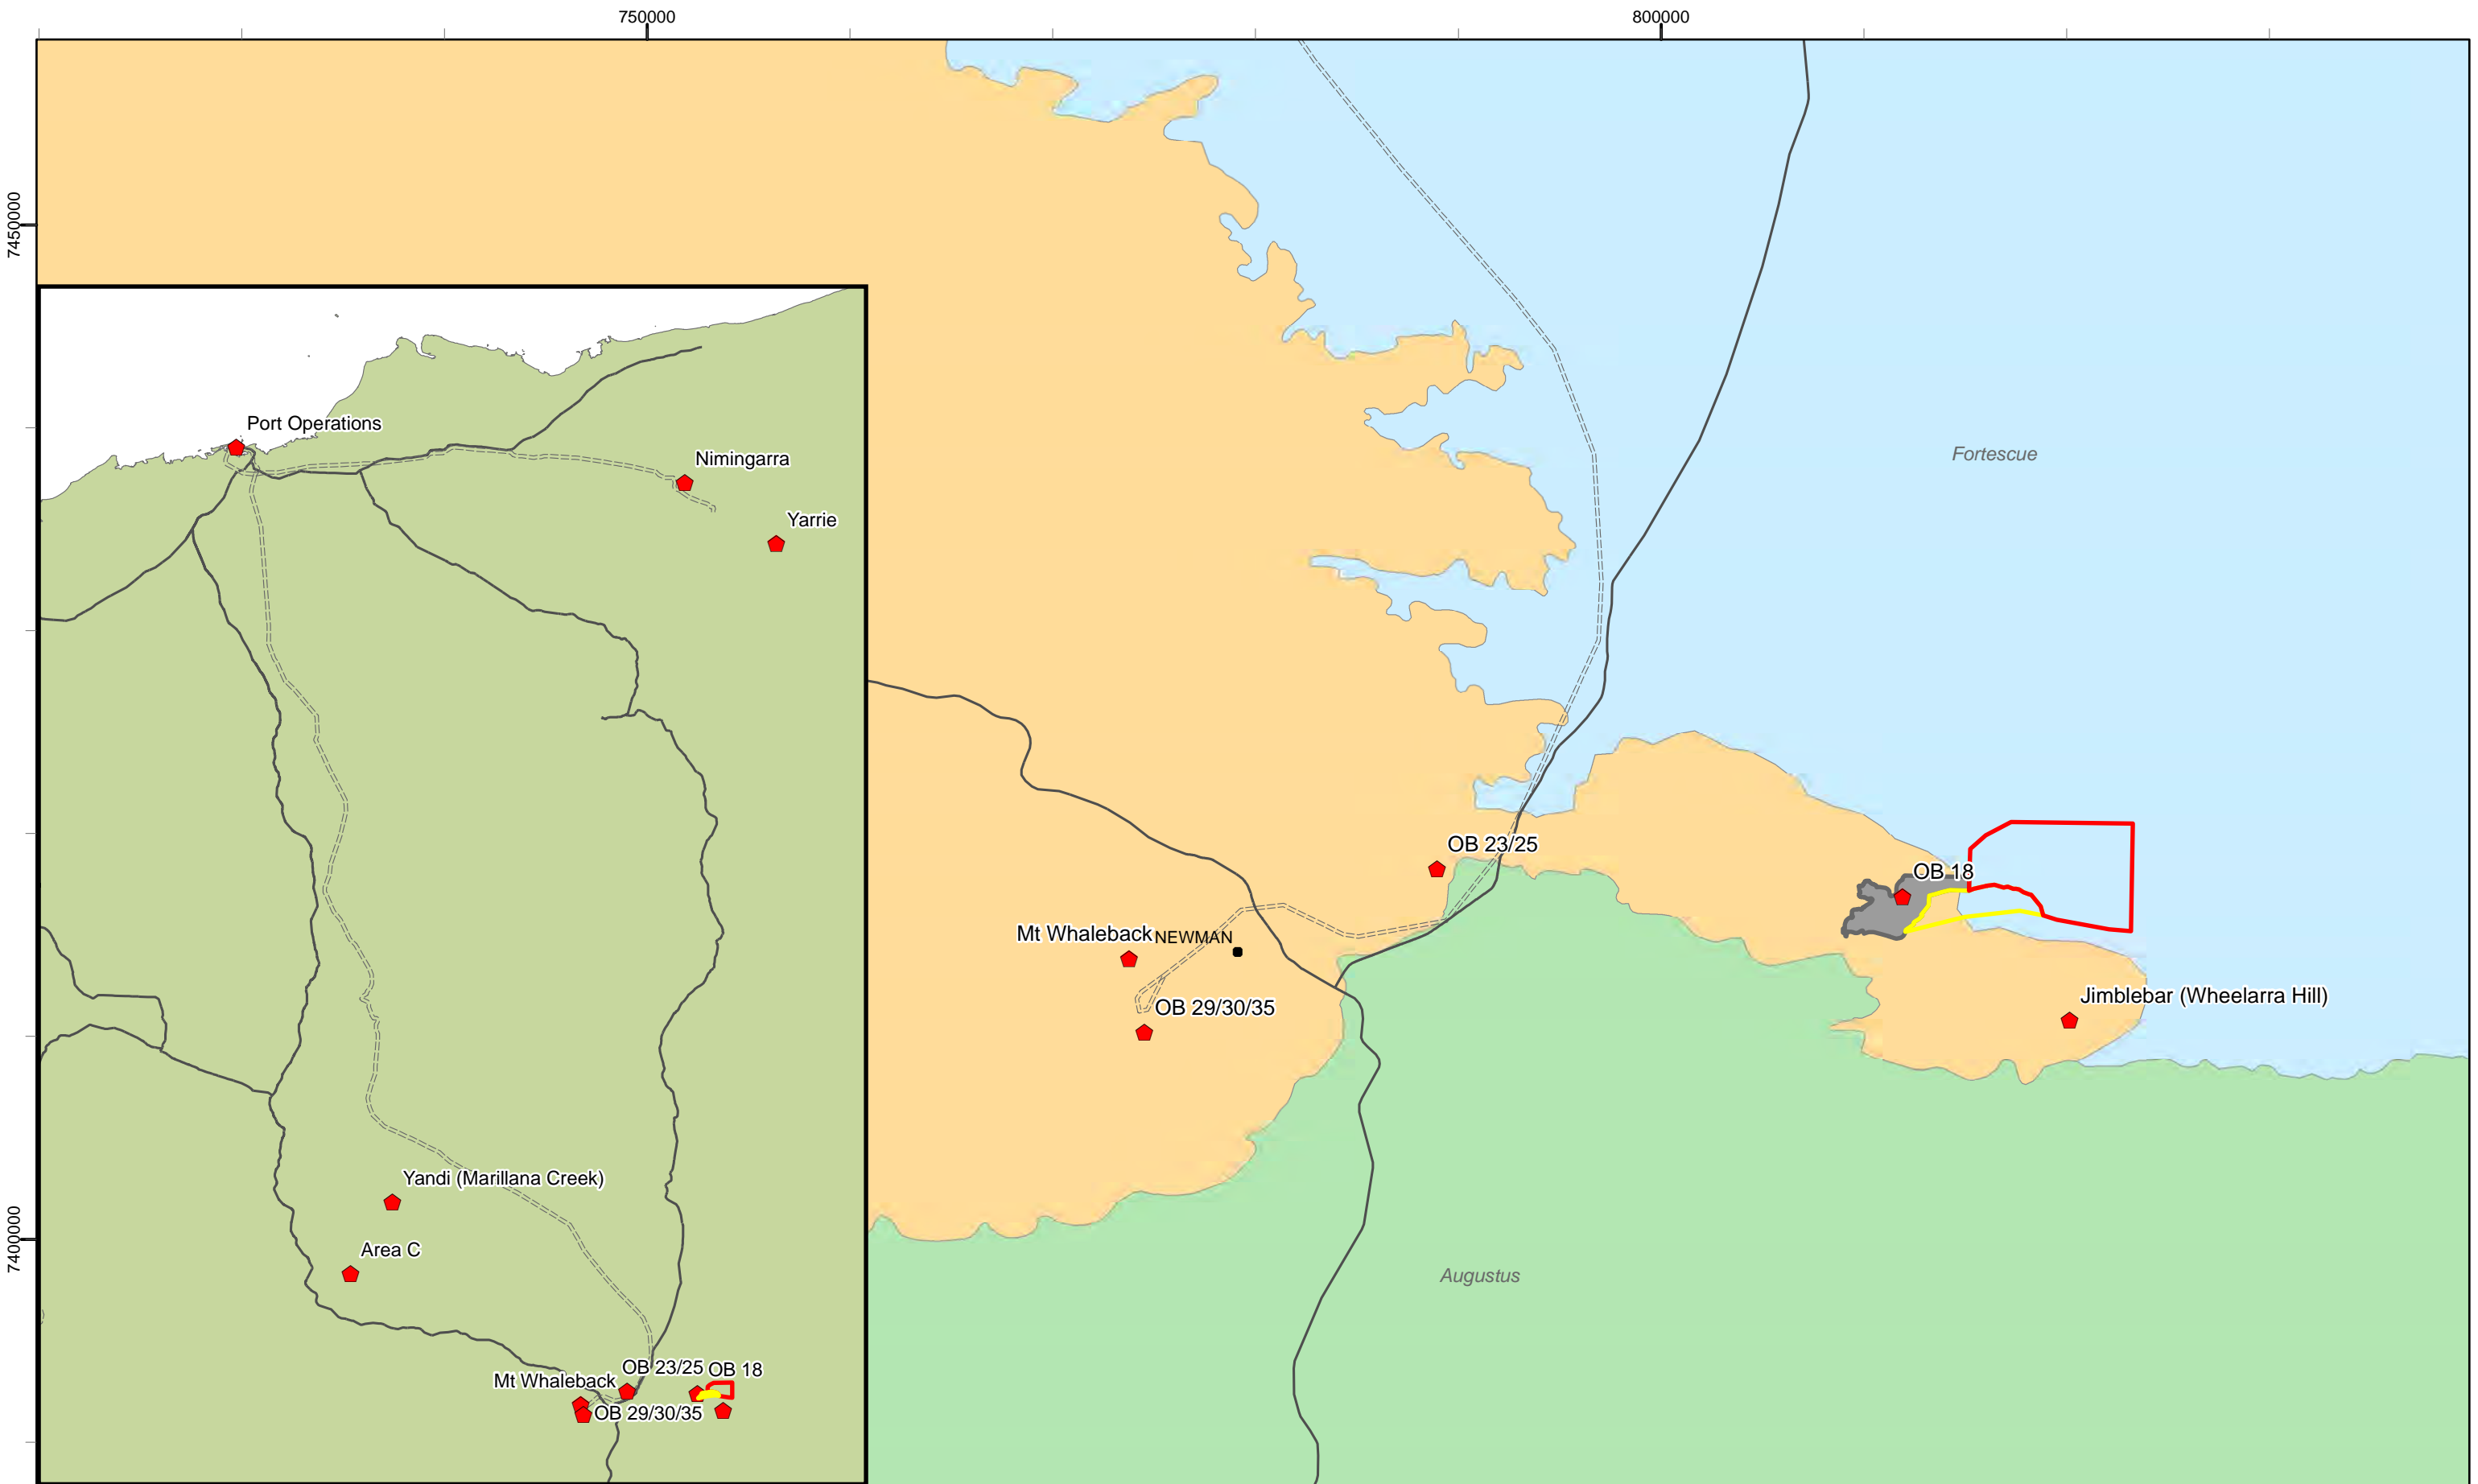 750000
800000
7450000
7400000
Port Operations
Nimingarra
Yarrie
Yandi (Marillana Creek)
Area C
OB 23/25
OB 18
Mt Whaleback
OB 29/30/35
Fortescue
OB 23/25
OB 18
Mt Whaleback
NEWMAN
OB 29/30/35
Jimblebar (Wheelarra Hill)
Augustus